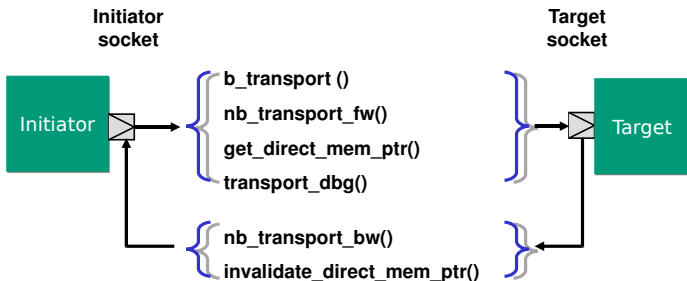 Initiator
socket
Target
socket
Initiator
b_transport ()
nb_transport_fw()
get_direct_mem_ptr()
transport_dbg()
Target
nb_transport_bw()
invalidate_direct_mem_ptr()